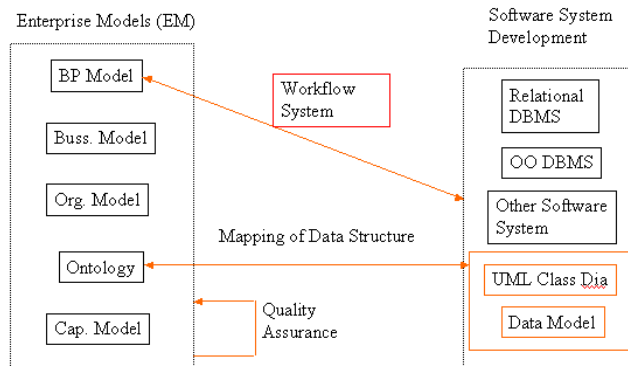 Enterprise Models (EM)
Software System
Development
BP Model
Workflow
System
Relational
DBMS
Buss. Model
OO DBMS
Org. Model
Other Software
System
Mapping of Data Structure
Ontology
UML Class Dia
Quality
Assurance
Cap. Model
Data Model